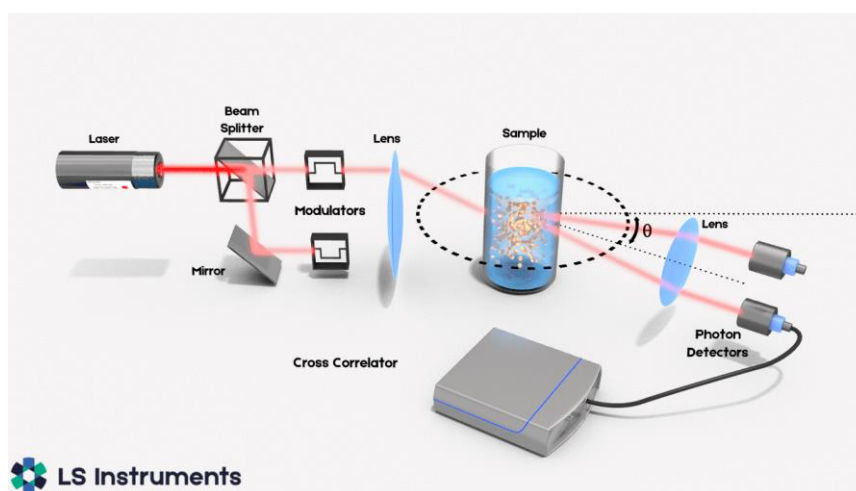 Laser
Beam
Splitter
Modulators
Mirror
Lens
Sample
θ
Lens
Photon
Detectors
Cross Correlator
LS Instruments